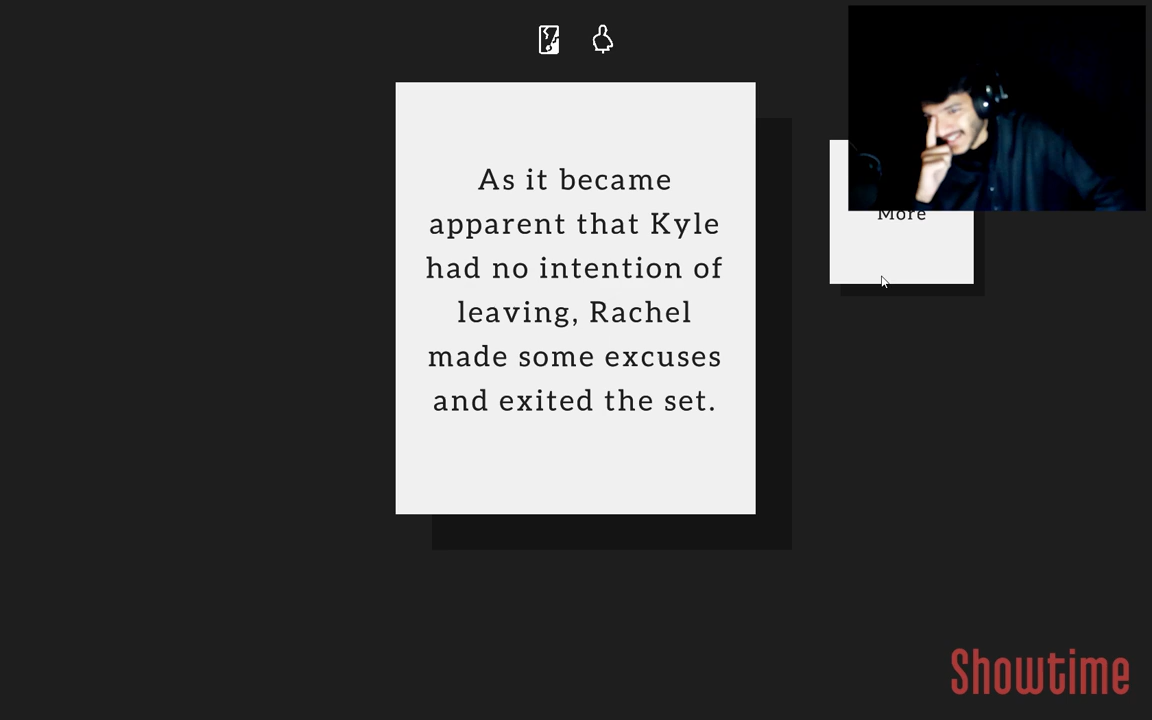 As it became
apparent that Kyle
had no intention of
leaving, Rachel
made some excuses
and exited the set.
More
Showtime